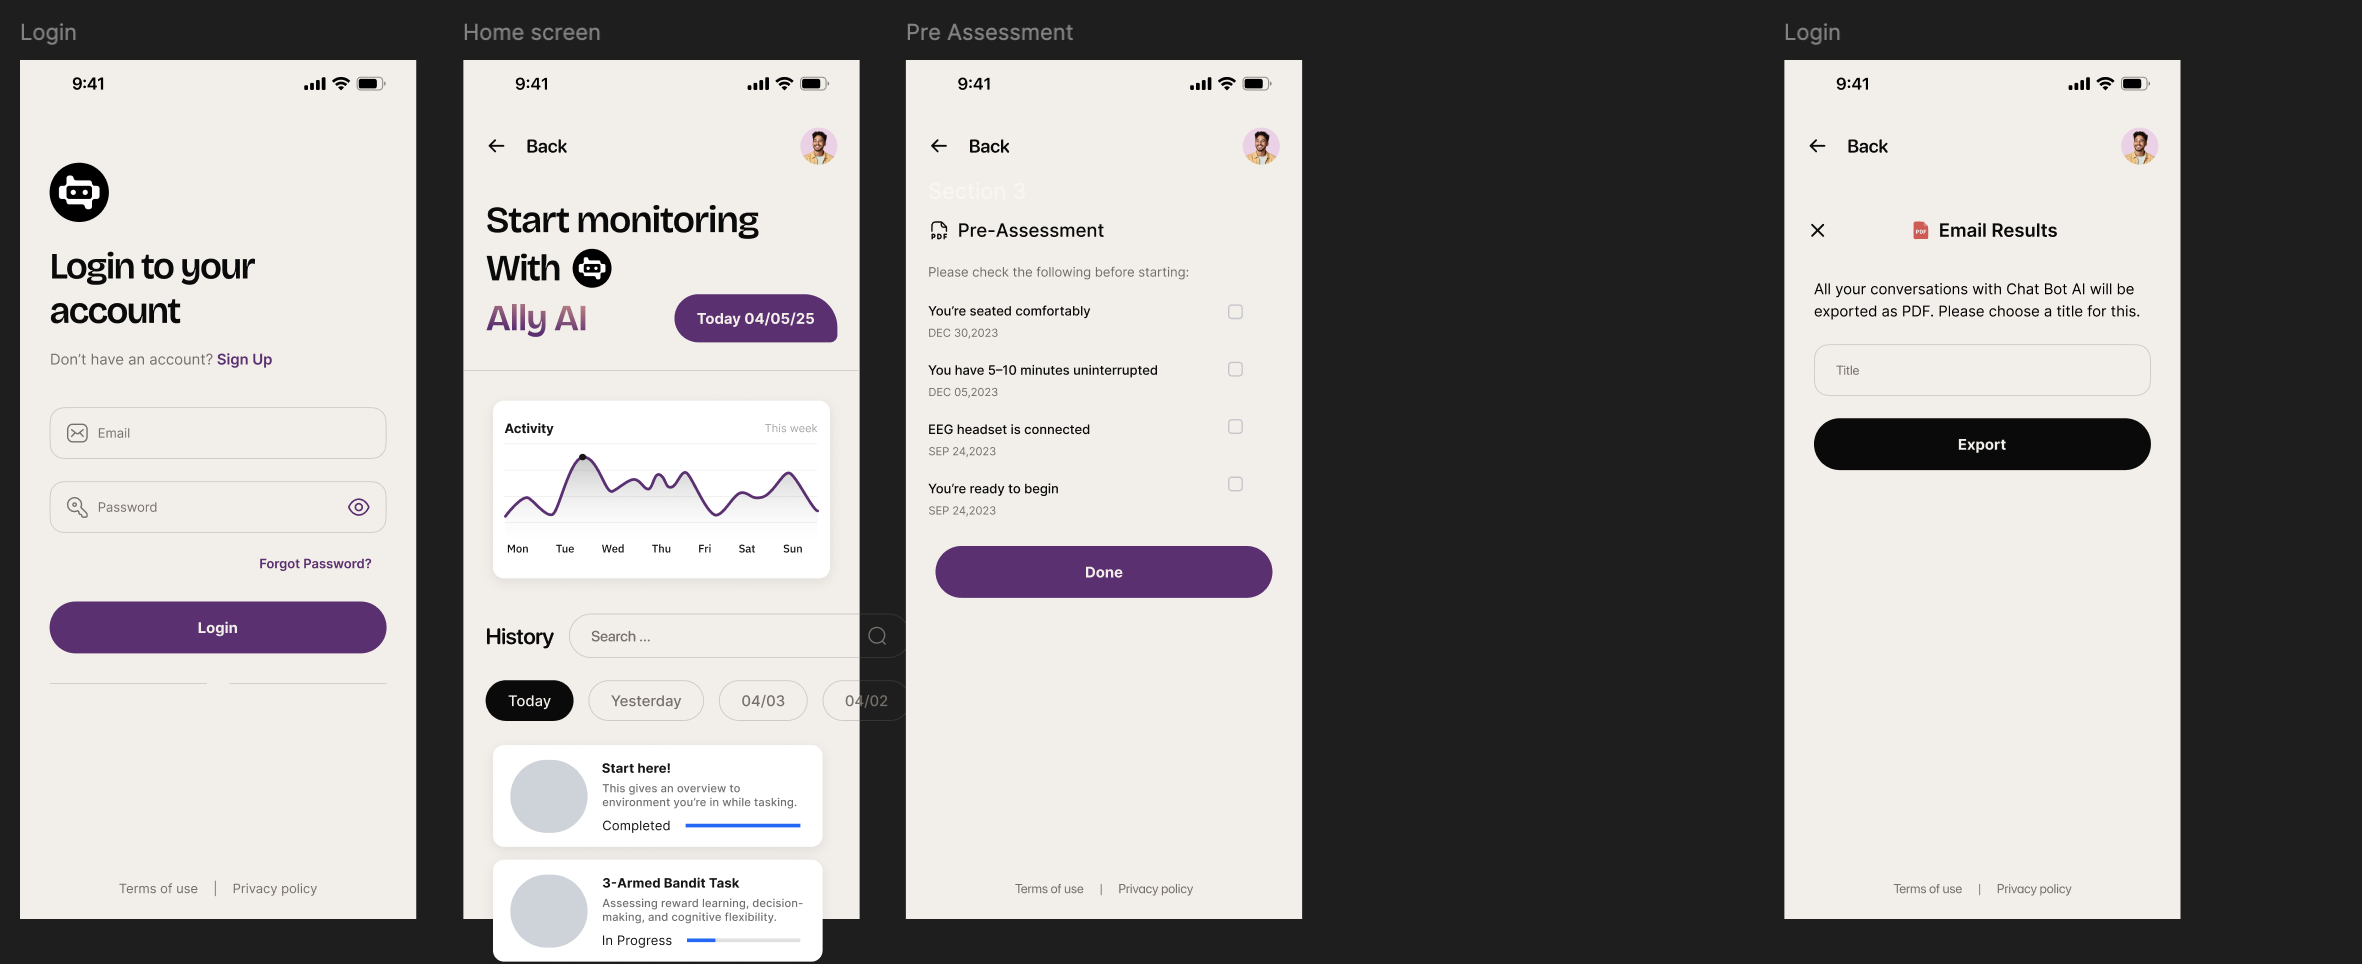 Login
9:41
Login to your
account
Don't have an account? Sign Up
Email
Password
Forgot Password?
Login
Terms of use | Privacy policy
Home screen
9:41
Back
Start monitoring
With
Ally AI
Today 04/05/25
Activity
This week
Mon Tue Wed Thu Fri Sat Sun
History
Search ...
Today
Yesterday
04/03
04/02
Start here!
This gives an overview to
environment you're in while tasking.
Completed
3-Armed Bandit Task
Assessing reward learning, decision-
making, and cognitive flexibility.
In Progress
Pre Assessment
9:41
Back
Section 3
PDF
Pre-Assessment
Please check the following before starting:
You're seated comfortably
DEC 30,2023
You have 5–10 minutes uninterrupted
DEC 05,2023
EEG headset is connected
SEP 24,2023
You're ready to begin
SEP 24,2023
Done
Terms of use | Privacy policy
Login
9:41
Back
PDF
Email Results
All your conversations with Chat Bot AI will be
exported as PDF. Please choose a title for this.
Title
Export
Terms of use | Privacy policy